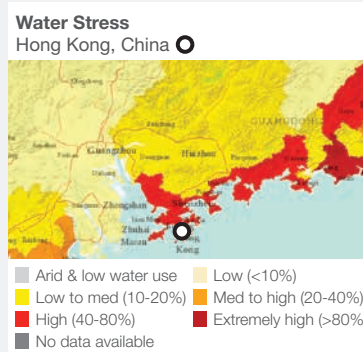 Water Stress
Hong Kong, China
GUANGDONG
Guangzhou
Huizhou
Zhongshan
Zhuhai
Macau
Kong
Arid & low water use
Low (<10%)
Low to med (10-20%)
Med to high (20-40%)
High (40-80%)
Extremely high (>80%
No data available